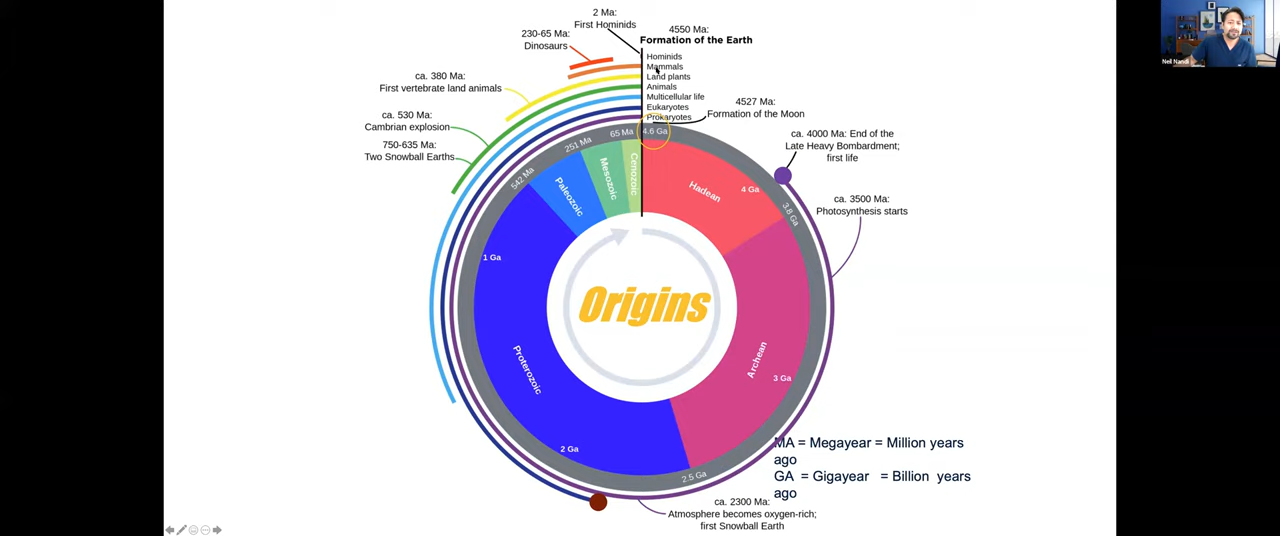 2 Ma:
First Hominids
230-65 Ma:
Dinosaurs
4550 Ma:
Formation of the Earth
Hominids
Mammals
Land plants
Animals
Multicellular life
Eukaryotes
Prokaryotes
ca. 380 Ma:
First vertebrate land animals
ca. 530 Ma:
Cambrian explosion
750-635 Ma:
Two Snowball Earths
4527 Ma:
Formation of the Moon
ca. 4000 Ma: End of the
Late Heavy Bombardment;
first life
ca. 3500 Ma:
Photosynthesis starts
4.6 Ga
65 Ma
251 Ma
542 Ma
Cenozoic
Mesozoic
Paleozoic
Hadean
4 Ga
3.8 Ga
1 Ga
Origins
Proterozoic
Archean
3 Ga
2 Ga
2.5 Ga
MA = Megayear = Million years
ago
GA = Gigayear = Billion years
ago
ca. 2300 Ma:
Atmosphere becomes oxygen-rich;
first Snowball Earth
Neil Nandi